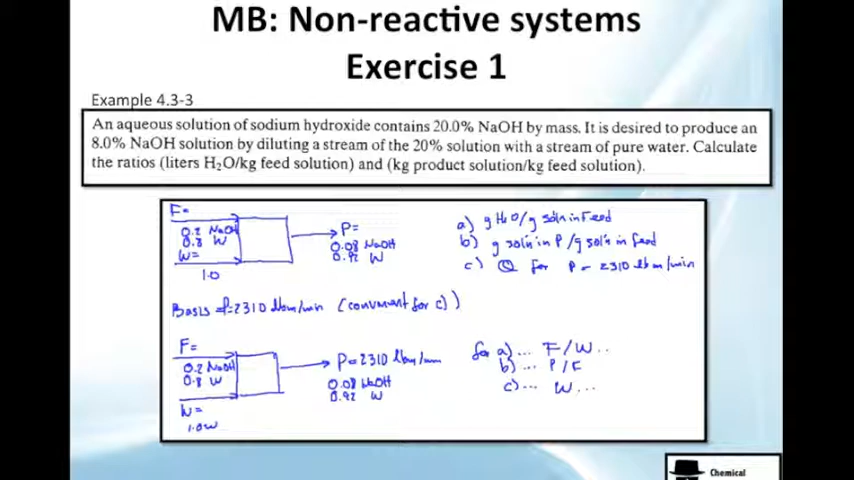 MB: Non-reactive systems
Exercise 1
Example 4.3-3
An aqueous solution of sodium hydroxide contains 20.0% NaOH by mass. It is desired to produce an
8.0% NaOH solution by diluting a stream of the 20% solution with a stream of pure water. Calculate
the ratios (liters H₂O/kg feed solution) and (kg product solution/kg feed solution).
F=
0.2 NaOH
0.8 W
W=
1.0
P=
0.08 NaOH
0.92 W
a) g H₂O/g soln in Feed
b) g soln in P/g soln in feed
c) Q for P = 2310 lbm/min
Basis P=2310 lbm/min (convenient for c))
F=
0.2 NaOH
0.8 W
W=
1.0W
P=2310 lbm/min
0.08 NaOH
0.92 W
for a)... F/W..
b)... P/F
c)... W...
Chemical